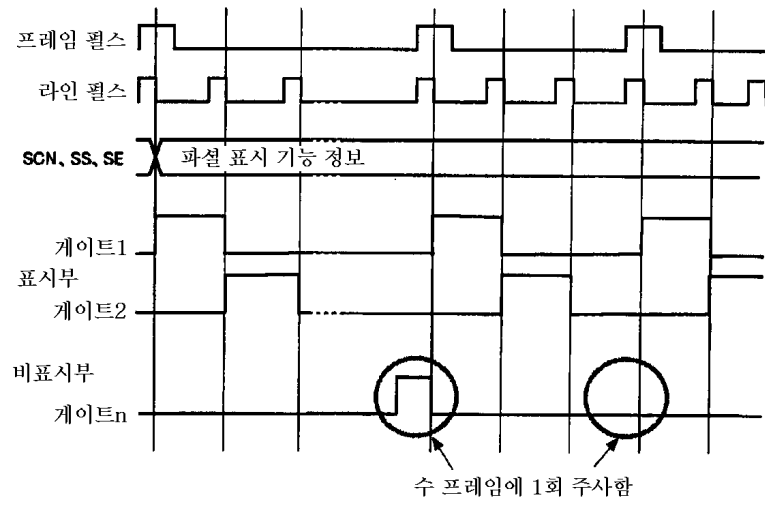 프레임 펄스
라인 펄스
SCN、SS、SE
파셜 표시 기능 정보
게이트1
표시부
게이트2
비표시부
게이트n
수 프레임에 1회 주사함